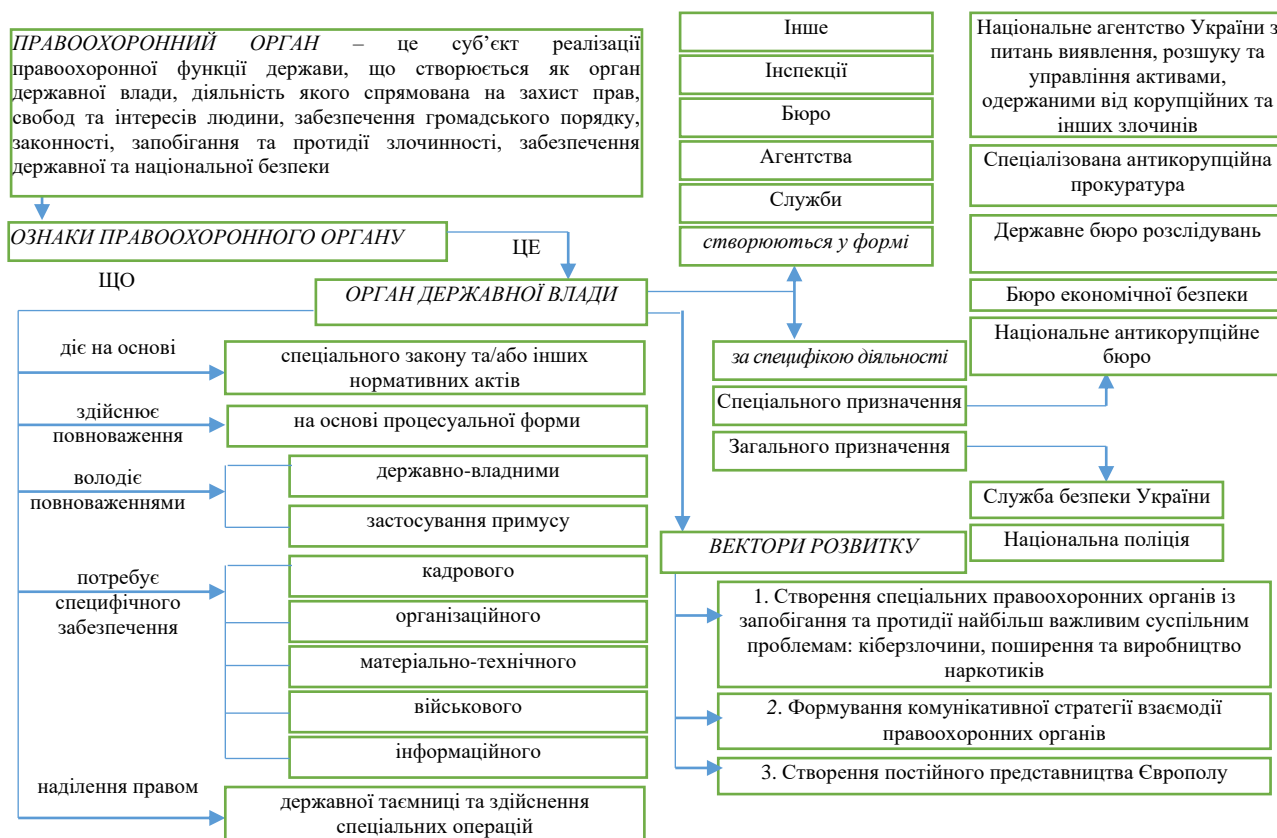 ПРАВООХОРОННИЙ ОРГАН – це суб’єкт реалізації
правоохоронної функції держави, що створюється як орган
державної влади, діяльність якого спрямована на захист прав,
свобод та інтересів людини, забезпечення громадського порядку,
законності, запобігання та протидії злочинності, забезпечення
державної та національної безпеки
ОЗНАКИ ПРАВООХОРОННОГО ОРГАНУ
ЦЕ
ЩО
ОРГАН ДЕРЖАВНОЇ ВЛАДИ
діє на основі
спеціального закону та/або інших
нормативних актів
здійснює
повноваження
на основі процесуальної форми
володіє
повноваженнями
державно-владними
застосування примусу
потребує
специфічного
забезпечення
кадрового
організаційного
матеріально-технічного
військового
інформаційного
наділення правом
державної таємниці та здійснення
спеціальних операцій
Інше
Інспекції
Бюро
Агентства
Служби
створюються у формі
за специфікою діяльності
Спеціального призначення
Загального призначення
Національне агентство України з
питань виявлення, розшуку та
управління активами,
одержаними від корупційних та
інших злочинів
Спеціалізована антикорупційна
прокуратура
Державне бюро розслідувань
Бюро економічної безпеки
Національне антикорупційне
бюро
Служба безпеки України
Національна поліція
ВЕКТОРИ РОЗВИТКУ
1. Створення спеціальних правоохоронних органів із
запобігання та протидії найбільш важливим суспільним
проблемам: кіберзлочини, поширення та виробництво
наркотиків
2. Формування комунікативної стратегії взаємодії
правоохоронних органів
3. Створення постійного представництва Європолу